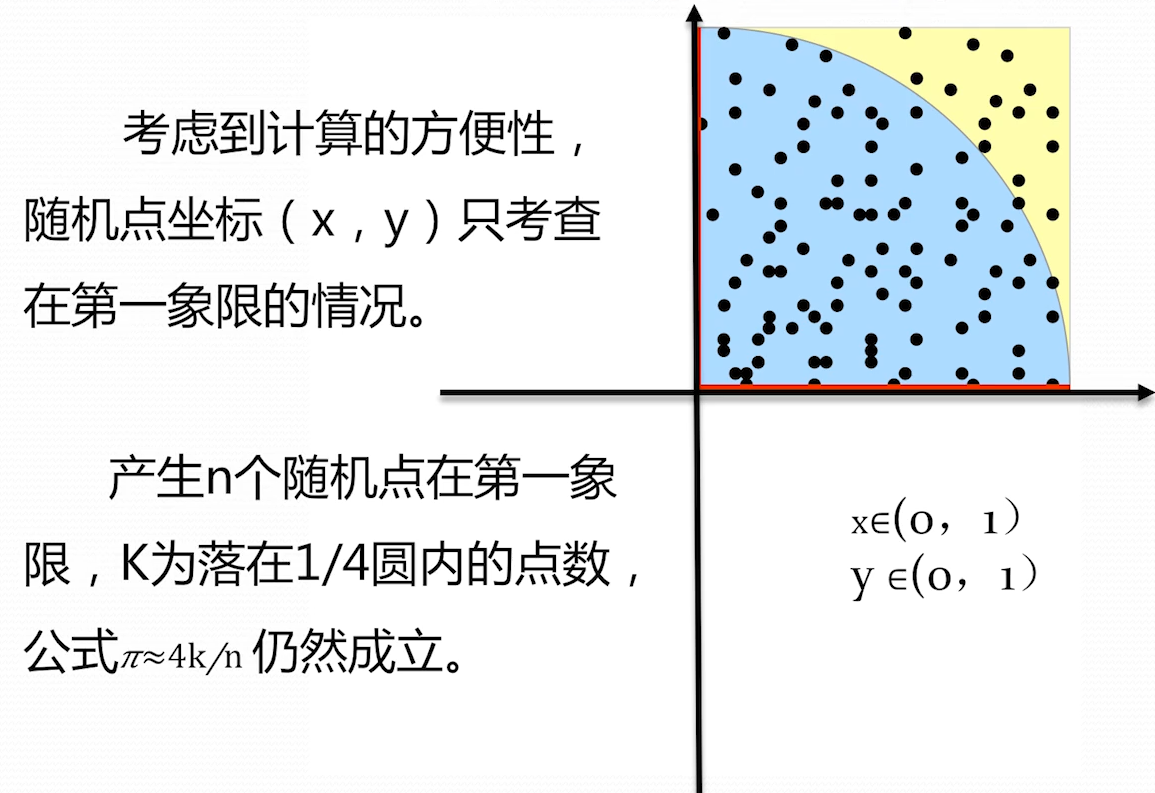 考虑到计算的方便性，
随机点坐标（x，y）只考查
在第一象限的情况。
产生n个随机点在第一象
限，K为落在1/4圆内的点数，
公式π≈4k/n 仍然成立。
x∈(0，1）
y ∈(0，1）